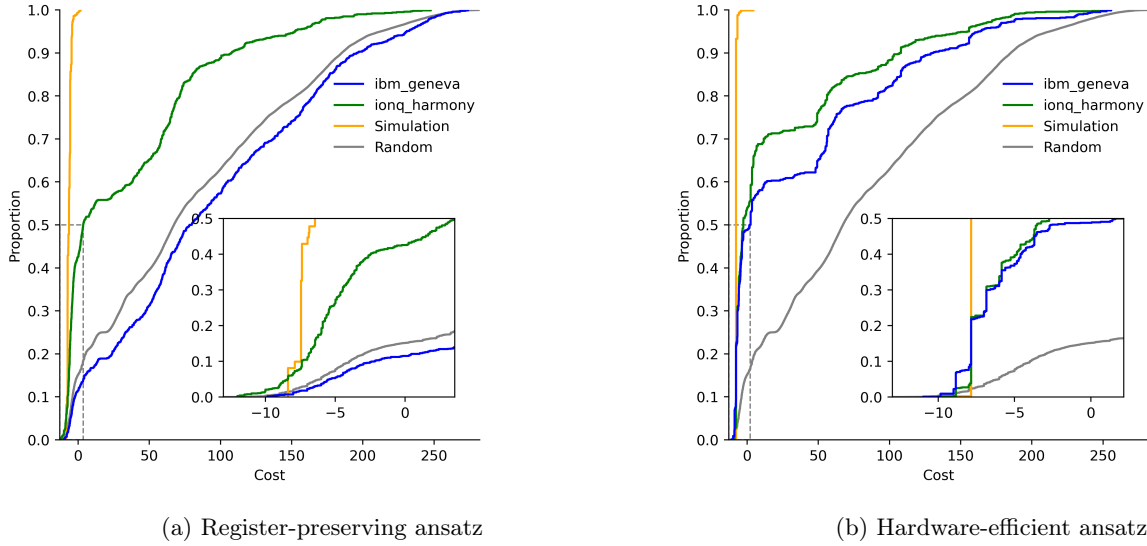 1.0
0.9
0.8
0.7
0.6
0.5
0.4
0.3
0.2
0.1
0.0
Proportion
0 50 100 150 200 250
Cost
ibm_geneva
ionq_harmony
Simulation
Random
0.5
0.4
0.3
0.2
0.1
0.0
−10 −5 0
(a) Register-preserving ansatz
1.0
0.9
0.8
0.7
0.6
0.5
0.4
0.3
0.2
0.1
0.0
Proportion
0 50 100 150 200 250
Cost
ibm_geneva
ionq_harmony
Simulation
Random
0.5
0.4
0.3
0.2
0.1
0.0
−10 −5 0
(b) Hardware-efficient ansatz